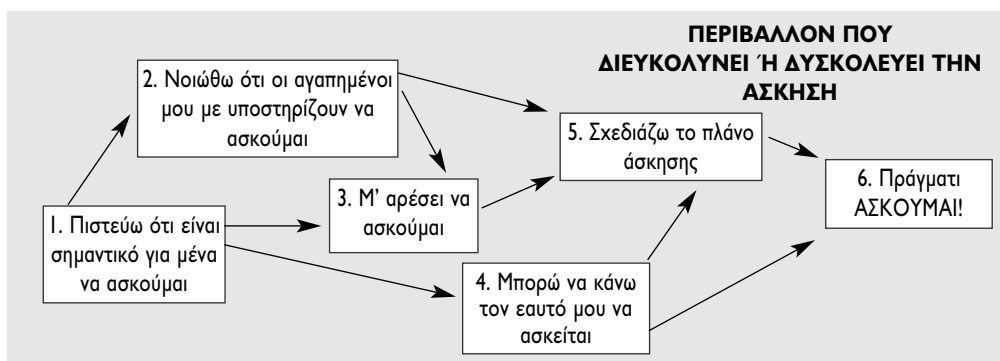 ΠΕΡΙΒΑΛΛΟΝ ΠΟΥ
ΔΙΕΥΚΟΛΥΝΕΙ Ή ΔΥΣΚΟΛΕΥΕΙ ΤΗΝ
ΑΣΚΗΣΗ
1. Πιστεύω ότι είναι
σημαντικό για μένα
να ασκούμαι
2. Νοιώθω ότι οι αγαπημένοι
μου με υποστηρίζουν να
ασκούμαι
3. Μ’ αρέσει να
ασκούμαι
4. Μπορώ να κάνω
τον εαυτό μου να
ασκείται
5. Σχεδιάζω το πλάνο
άσκησης
6. Πράγματι
ΑΣΚΟΥΜΑΙ!